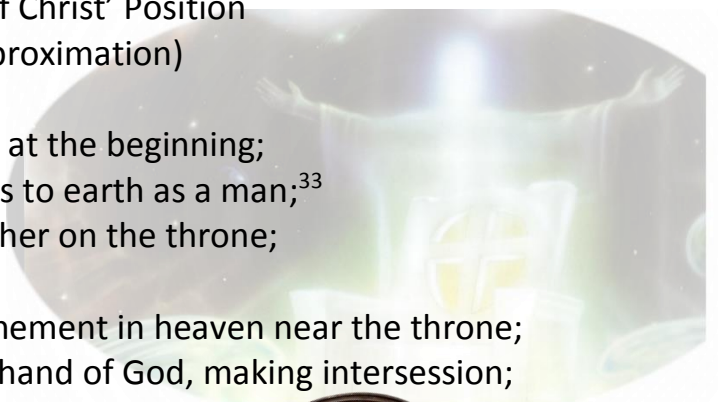 f Christ’ Position
proximation)
at the beginning;
s to earth as a man;³³
her on the throne;
nement in heaven near the throne;
hand of God, making intersession;